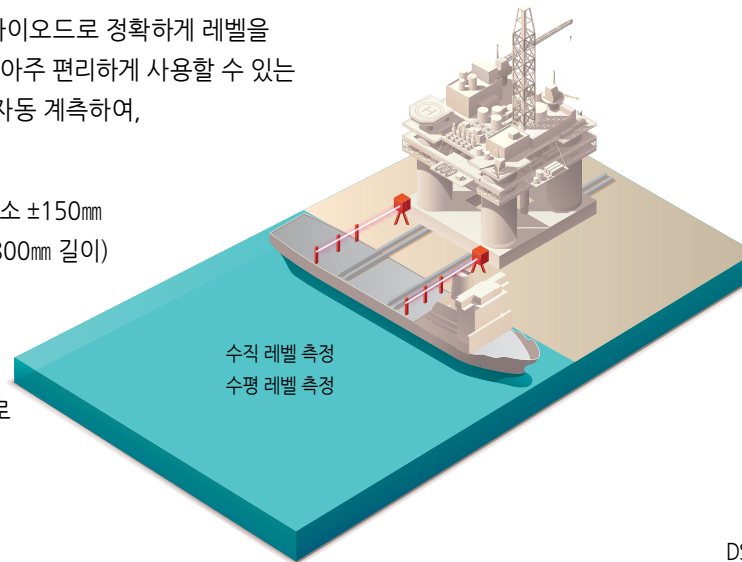 다이오드로 정확하게 레벨을
아주 편리하게 사용할 수 있는
자동 계측하여,
소 ±150㎜
300㎜ 길이)
수직 레벨 측정
수평 레벨 측정
로
H